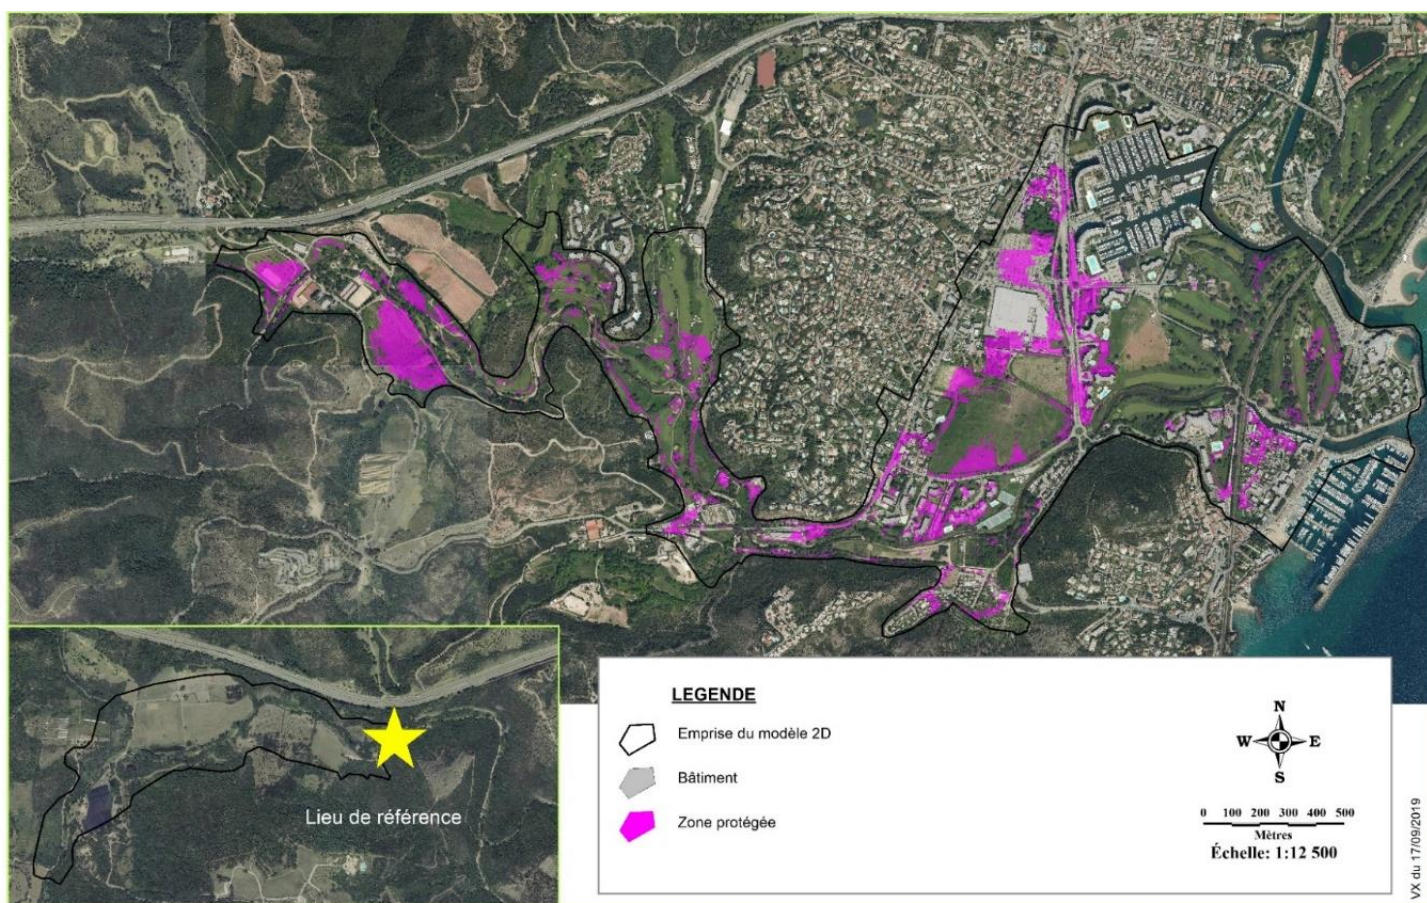 Lieu de référence
LEGENDE
Emprise du modèle 2D
Bâtiment
Zone protégée
N
W E
S
0 100 200 300 400 500
Mètres
Échelle: 1:12 500
VX du 17/09/2019